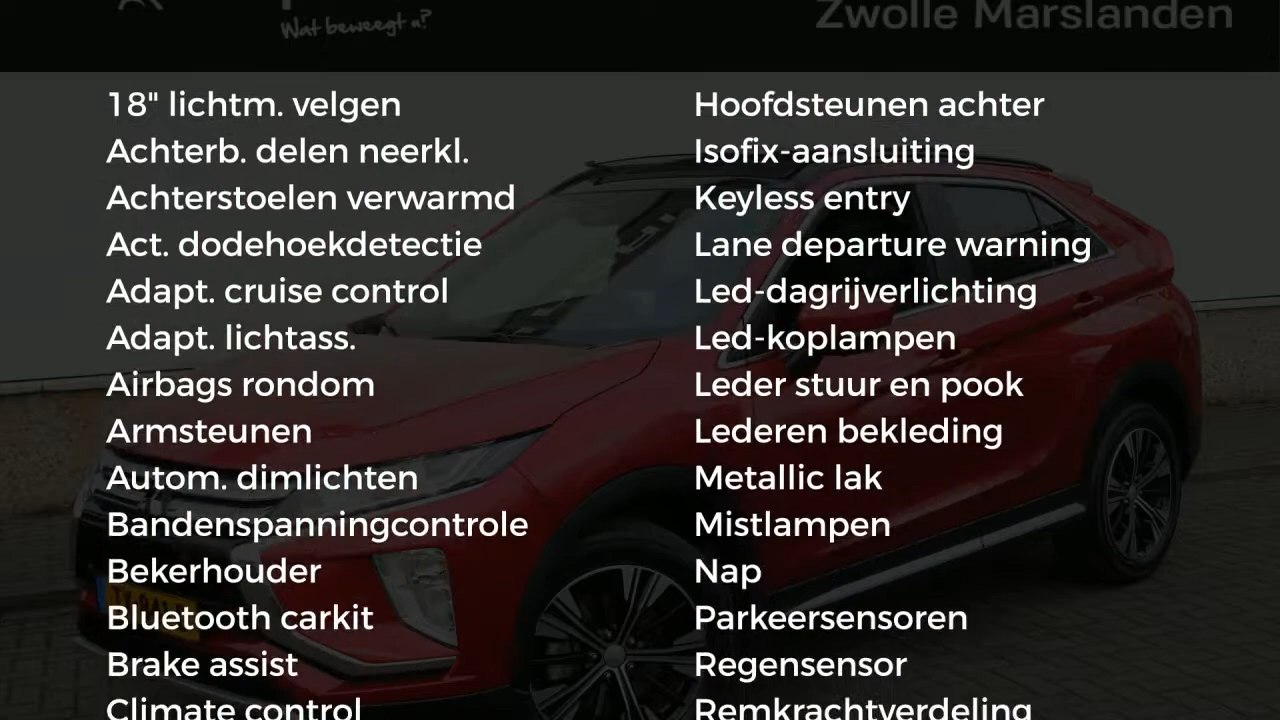 Wat beweegt u?
Zwolle Marslanden
18" lichtm. velgen
Achterb. delen neerkl.
Achterstoelen verwarmd
Act. dodehoekdetectie
Adapt. cruise control
Adapt. lichtass.
Airbags rondom
Armsteunen
Autom. dimlichten
Bandenspanningcontrole
Bekerhouder
Bluetooth carkit
Brake assist
Climate control
Hoofdsteunen achter
Isofix-aansluiting
Keyless entry
Lane departure warning
Led-dagrijverlichting
Led-koplampen
Leder stuur en pook
Lederen bekleding
Metallic lak
Mistlampen
Nap
Parkeersensoren
Regensensor
Remkrachtverdeling